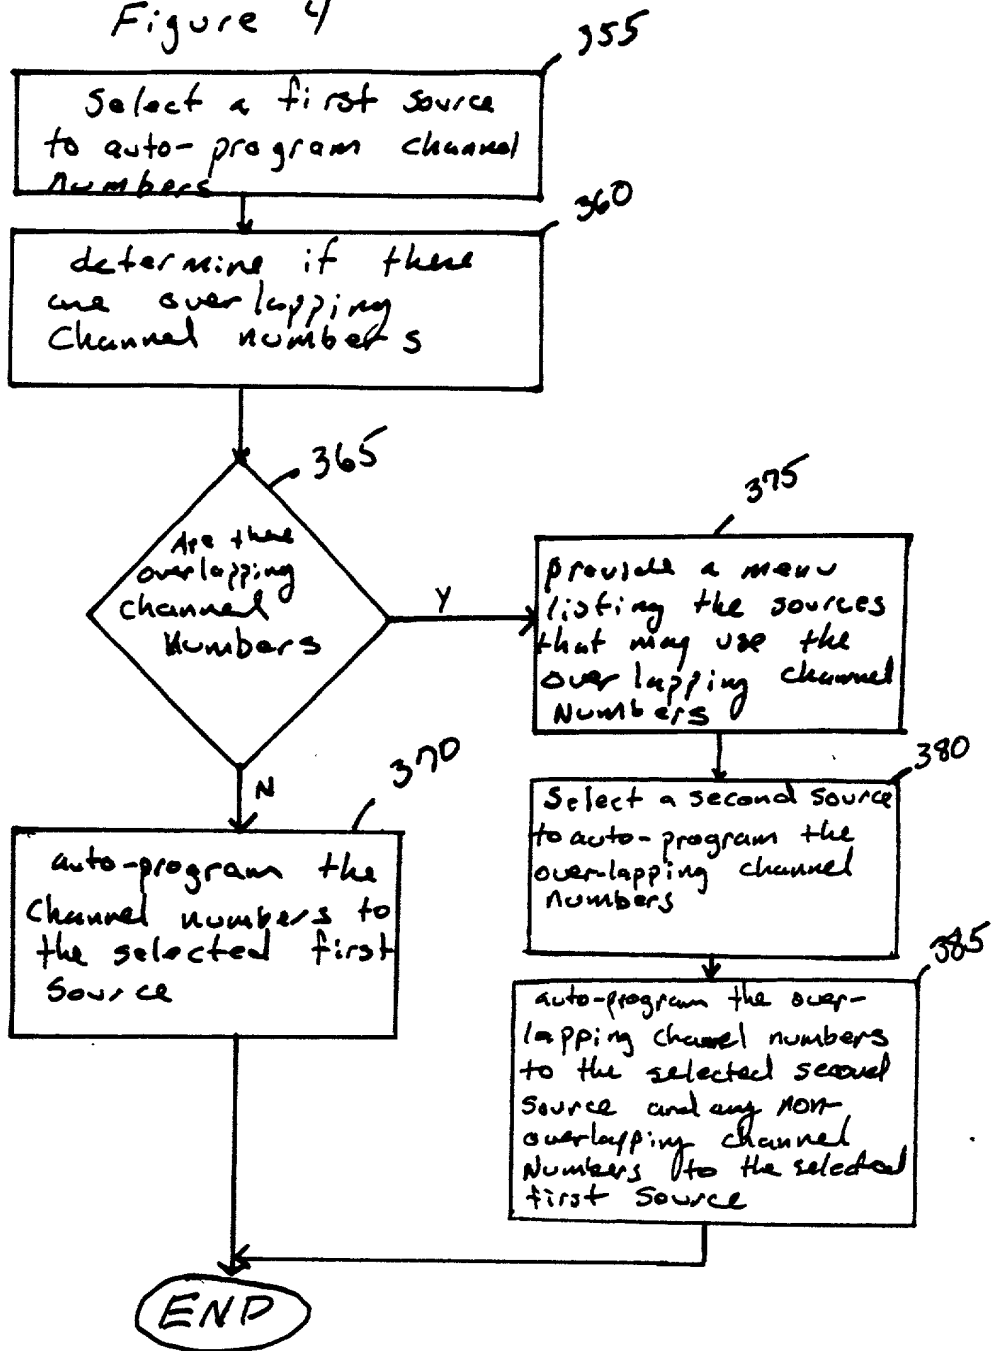 Figure 4
355
Select a first source
to auto-program channel
numbers
360
determine if there
are overlapping
Channel numbers
365
Are there
overlapping
channel
Numbers
Y
N
375
provide a menu
listing the sources
that may use the
overlapping channel
Numbers
380
Select a second source
to auto-program the
over-lapping channel
numbers
370
auto-program the
Channel numbers to
the selected first
Source
385
auto-program the over-
lapping channel numbers
to the selected second
Source and any non-
overlapping channel
Numbers to the selected
first Source
END